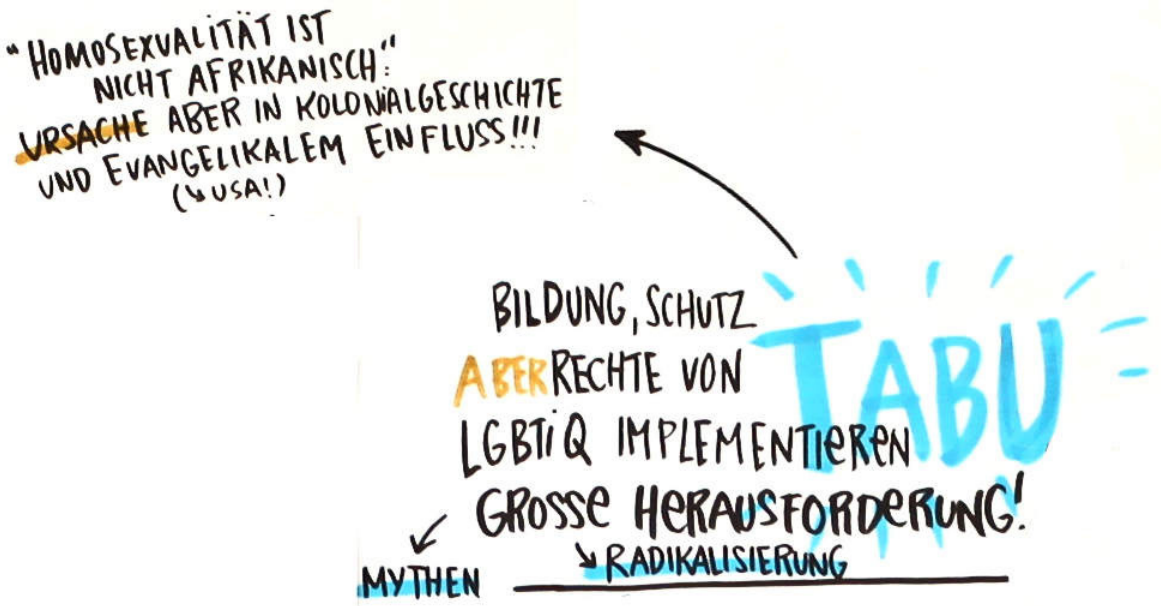 "HOMOSEXUALITÄT IST
NICHT AFRIKANISCH:"
URSACHE ABER IN KOLONIALGESCHICHTE
UND EVANGELIKALEM EINFLUSS!!!
(↳USA!)
BILDUNG, SCHUTZ
ABER RECHTE VON
TABU
LGBTiQ IMPLEMENTIEREN
GROSSE HERAUSFORDERUNG!
↳ RADIKALISIERUNG
MYTHEN